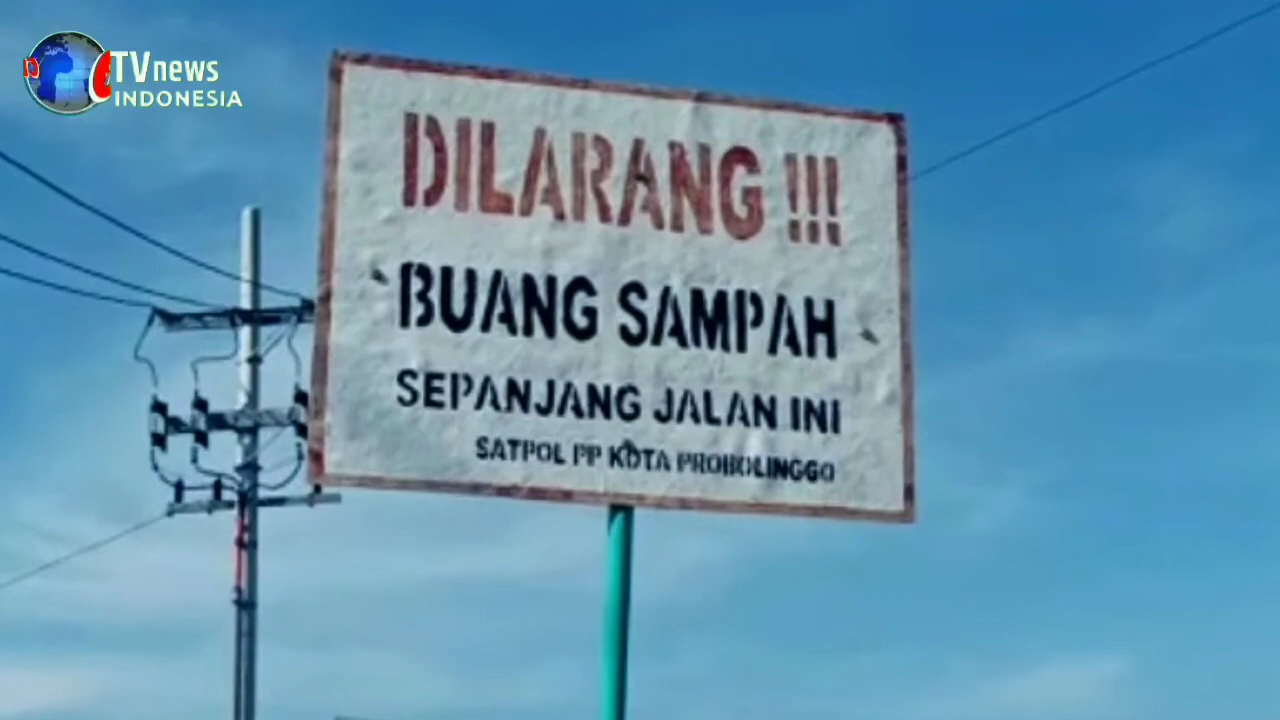 TVnews
INDONESIA
DILARANG !!!
BUANG SAMPAH
SEPANJANG JALAN INI
SATPOL PP KOTA PROBOLINGGO